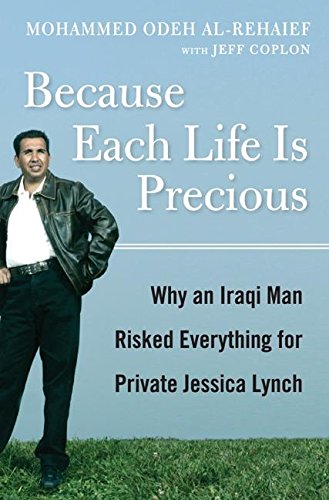 MOHAMMED ODEH AL-REHAIEF
WITH JEFF COPLON
Because
Each Life Is
Precious
Why an Iraqi Man
Risked Everything for
Private Jessica Lynch